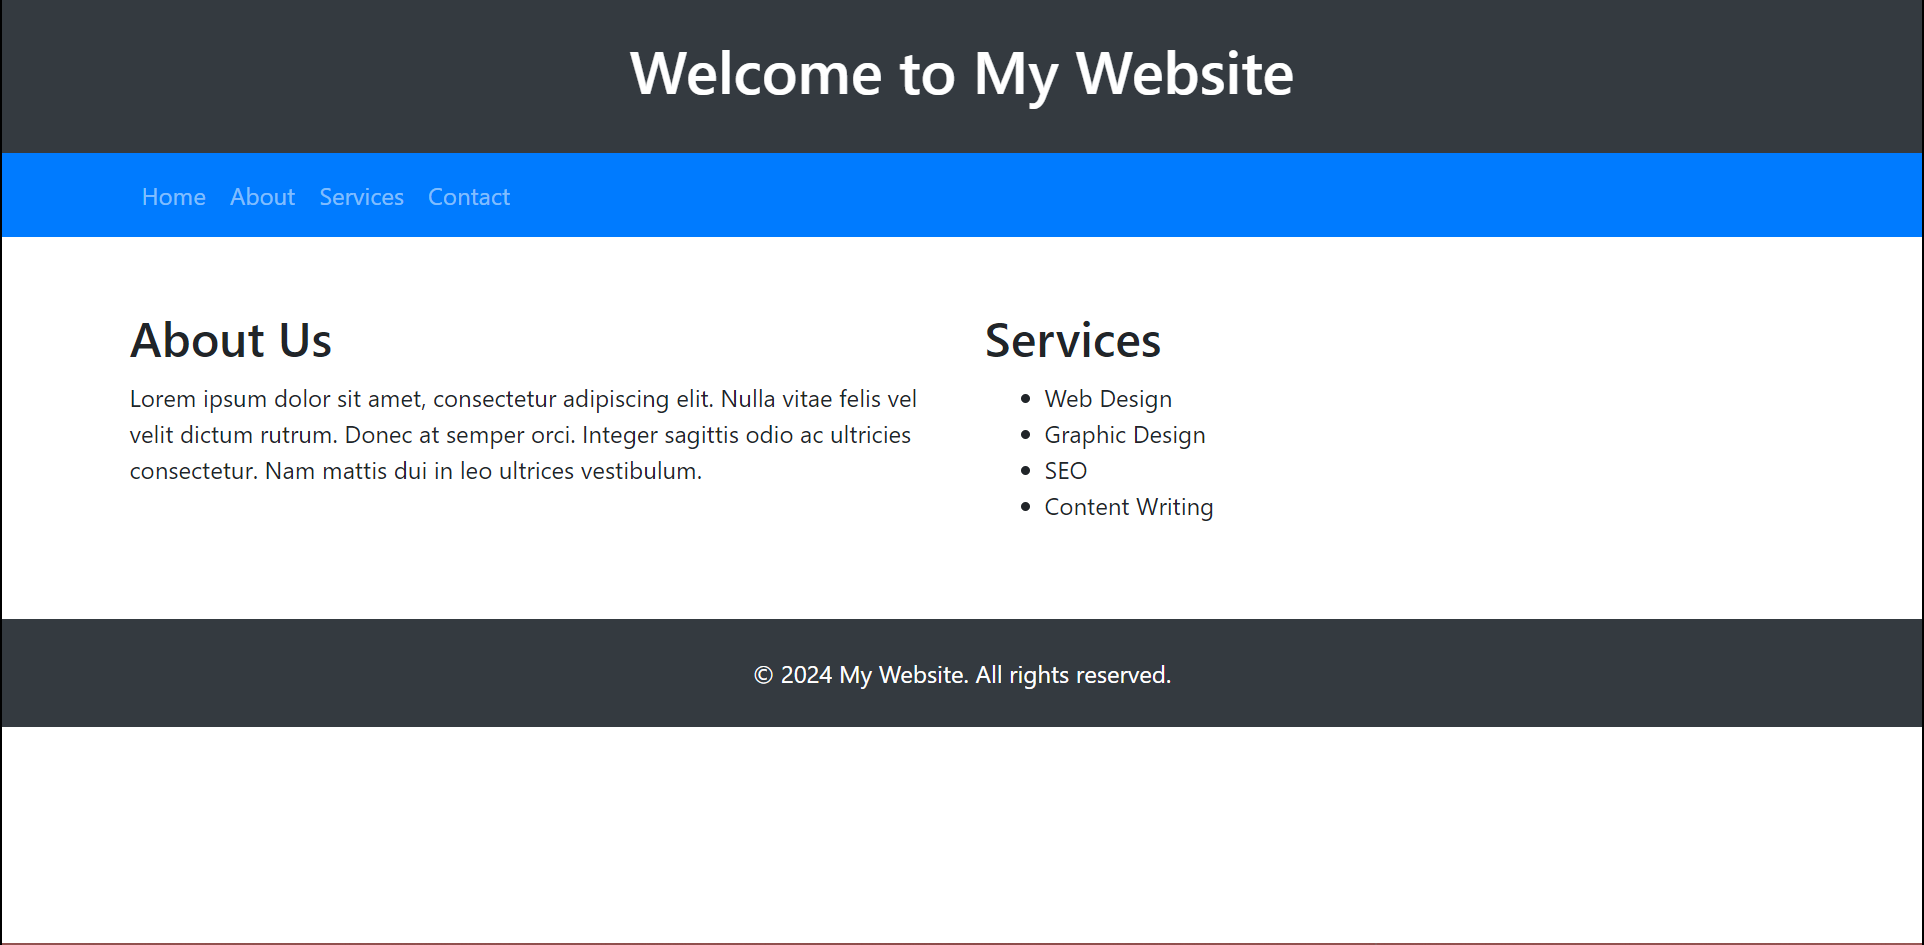 Welcome to My Website
Home About Services Contact
About Us
Lorem ipsum dolor sit amet, consectetur adipiscing elit. Nulla vitae felis vel
velit dictum rutrum. Donec at semper orci. Integer sagittis odio ac ultricies
consectetur. Nam mattis dui in leo ultrices vestibulum.
Services
• Web Design
• Graphic Design
• SEO
• Content Writing
© 2024 My Website. All rights reserved.